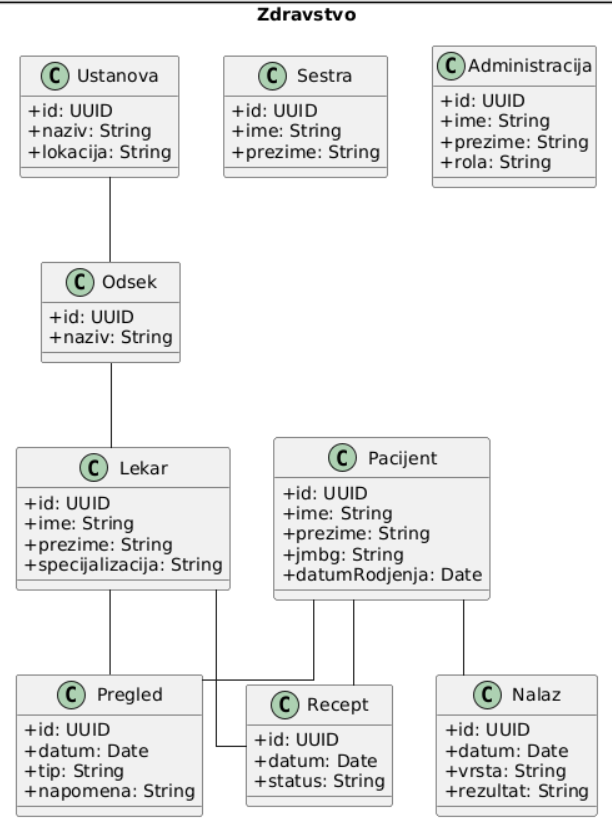 Zdravstvo
C Ustanova
+id: UUID
+naziv: String
+lokacija: String
C Sestra
+id: UUID
+ime: String
+prezime: String
C Administracija
+id: UUID
+ime: String
+prezime: String
+rola: String
C Odsek
+id: UUID
+naziv: String
C Lekar
+id: UUID
+ime: String
+prezime: String
+specijalizacija: String
C Pacijent
+id: UUID
+ime: String
+prezime: String
+jmbg: String
+datumRodjenja: Date
C Pregled
+id: UUID
+datum: Date
+tip: String
+napomena: String
C Recept
+id: UUID
+datum: Date
+status: String
C Nalaz
+id: UUID
+datum: Date
+vrsta: String
+rezultat: String